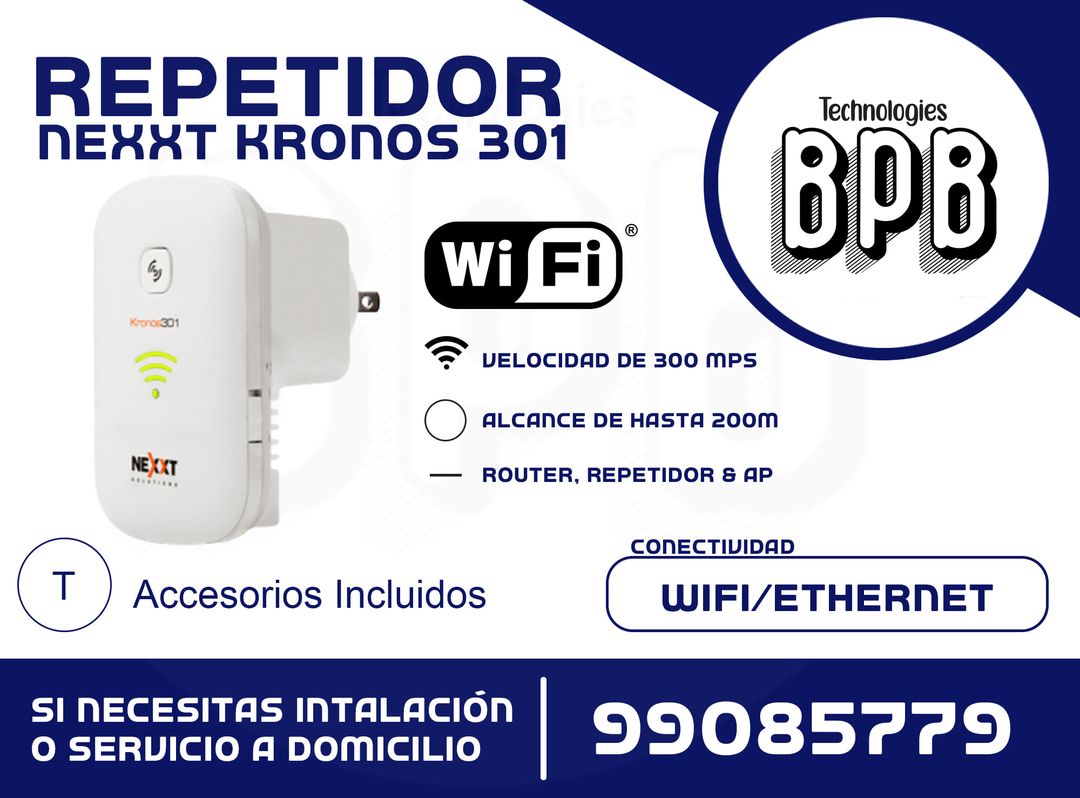 REPETIDOR
NEXXT KRONOS 301
Technologies
BPB
Kronos301
NEXXT
SOLUTIONS
WiFi®
VELOCIDAD DE 300 MPS
ALCANCE DE HASTA 200M
ROUTER, REPETIDOR & AP
T
Accesorios Incluidos
CONECTIVIDAD
WIFI/ETHERNET
SI NECESITAS INTALACIÓN
O SERVICIO A DOMICILIO
99085779